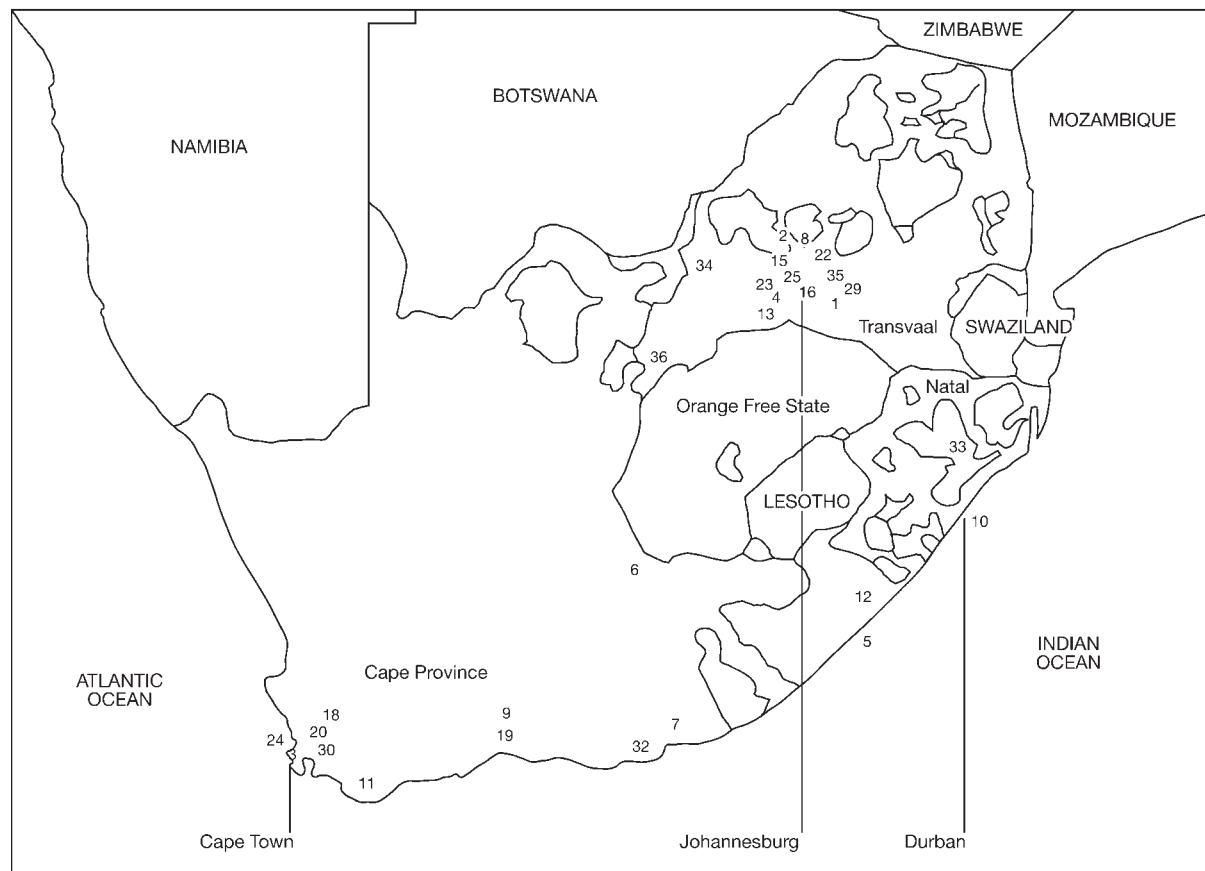 ZIMBABWE
BOTSWANA
MOZAMBIQUE
NAMIBIA
2
8
22
15
34
25
35
23
16
29
4
1
13
Transvaal
SWAZILAND
36
Natal
Orange Free State
33
LESOTHO
10
6
12
5
INDIAN
OCEAN
Cape Province
ATLANTIC
OCEAN
18
9
7
20
19
24
30
32
11
Cape Town
Johannesburg
Durban